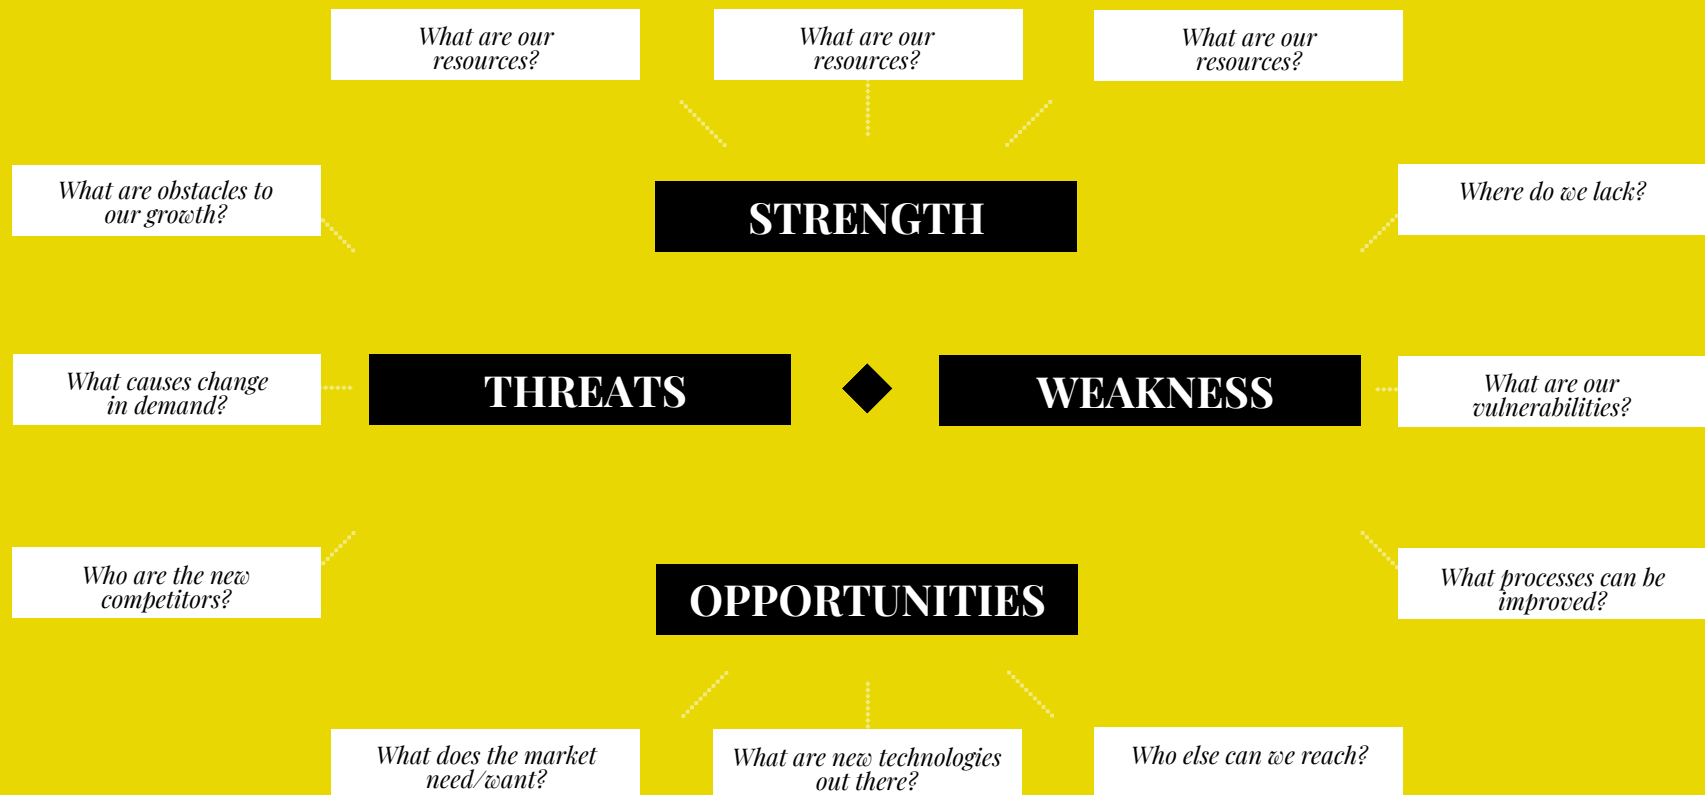 What are our
resources?
What are our
resources?
What are our
resources?
What are obstacles to
our growth?
STRENGTH
Where do we lack?
What causes change
in demand?
THREATS
WEAKNESS
What are our
vulnerabilities?
Who are the new
competitors?
OPPORTUNITIES
What processes can be
improved?
What does the market
need/want?
What are new technologies
out there?
Who else can we reach?